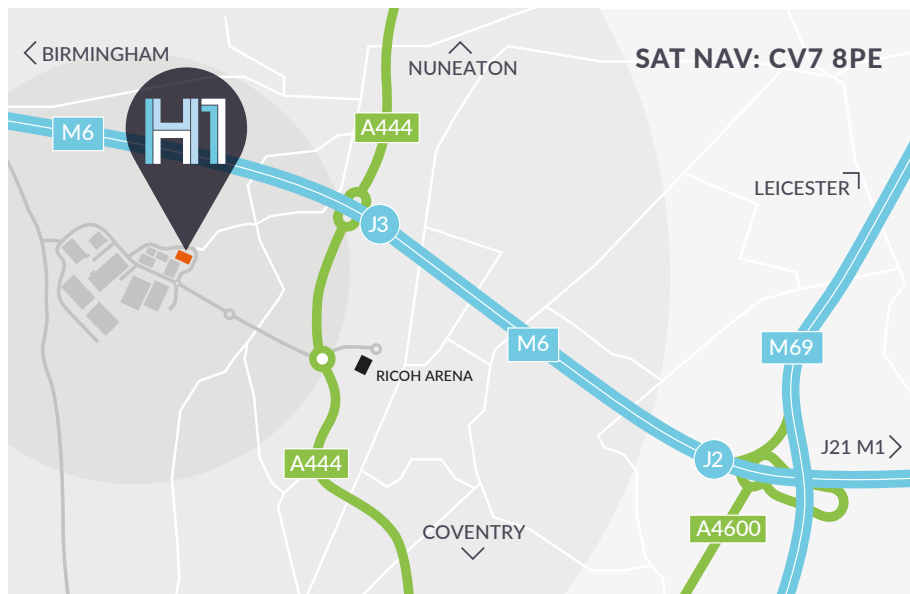 BIRMINGHAM
NUNEATON
SAT NAV: CV7 8PE
H1
A444
M6
LEICESTER
J3
M6
M69
RICOH ARENA
J21 M1
J2
A444
A4600
COVENTRY